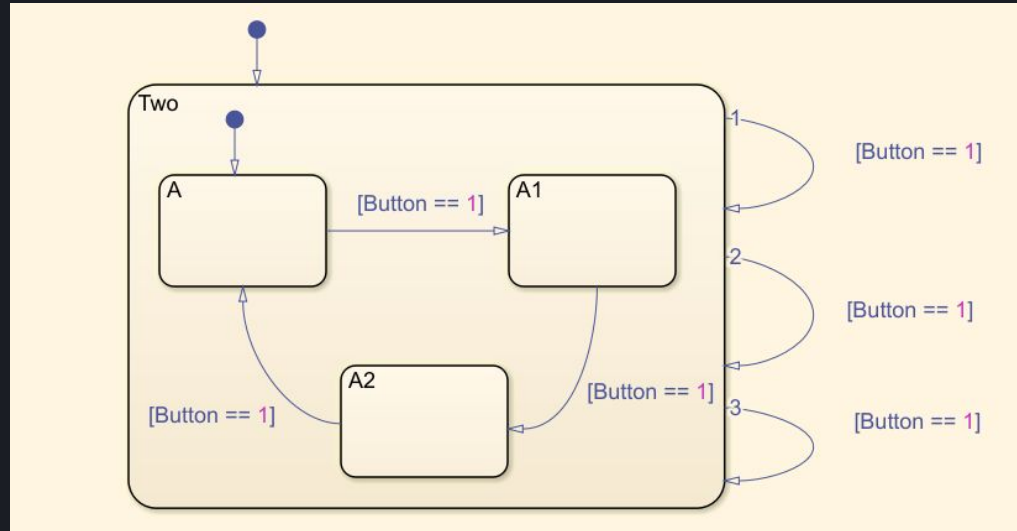 Two
1
[Button == 1]
A
[Button == 1]
A1
2
[Button == 1]
A2
[Button == 1]
[Button == 1]
3
[Button == 1]